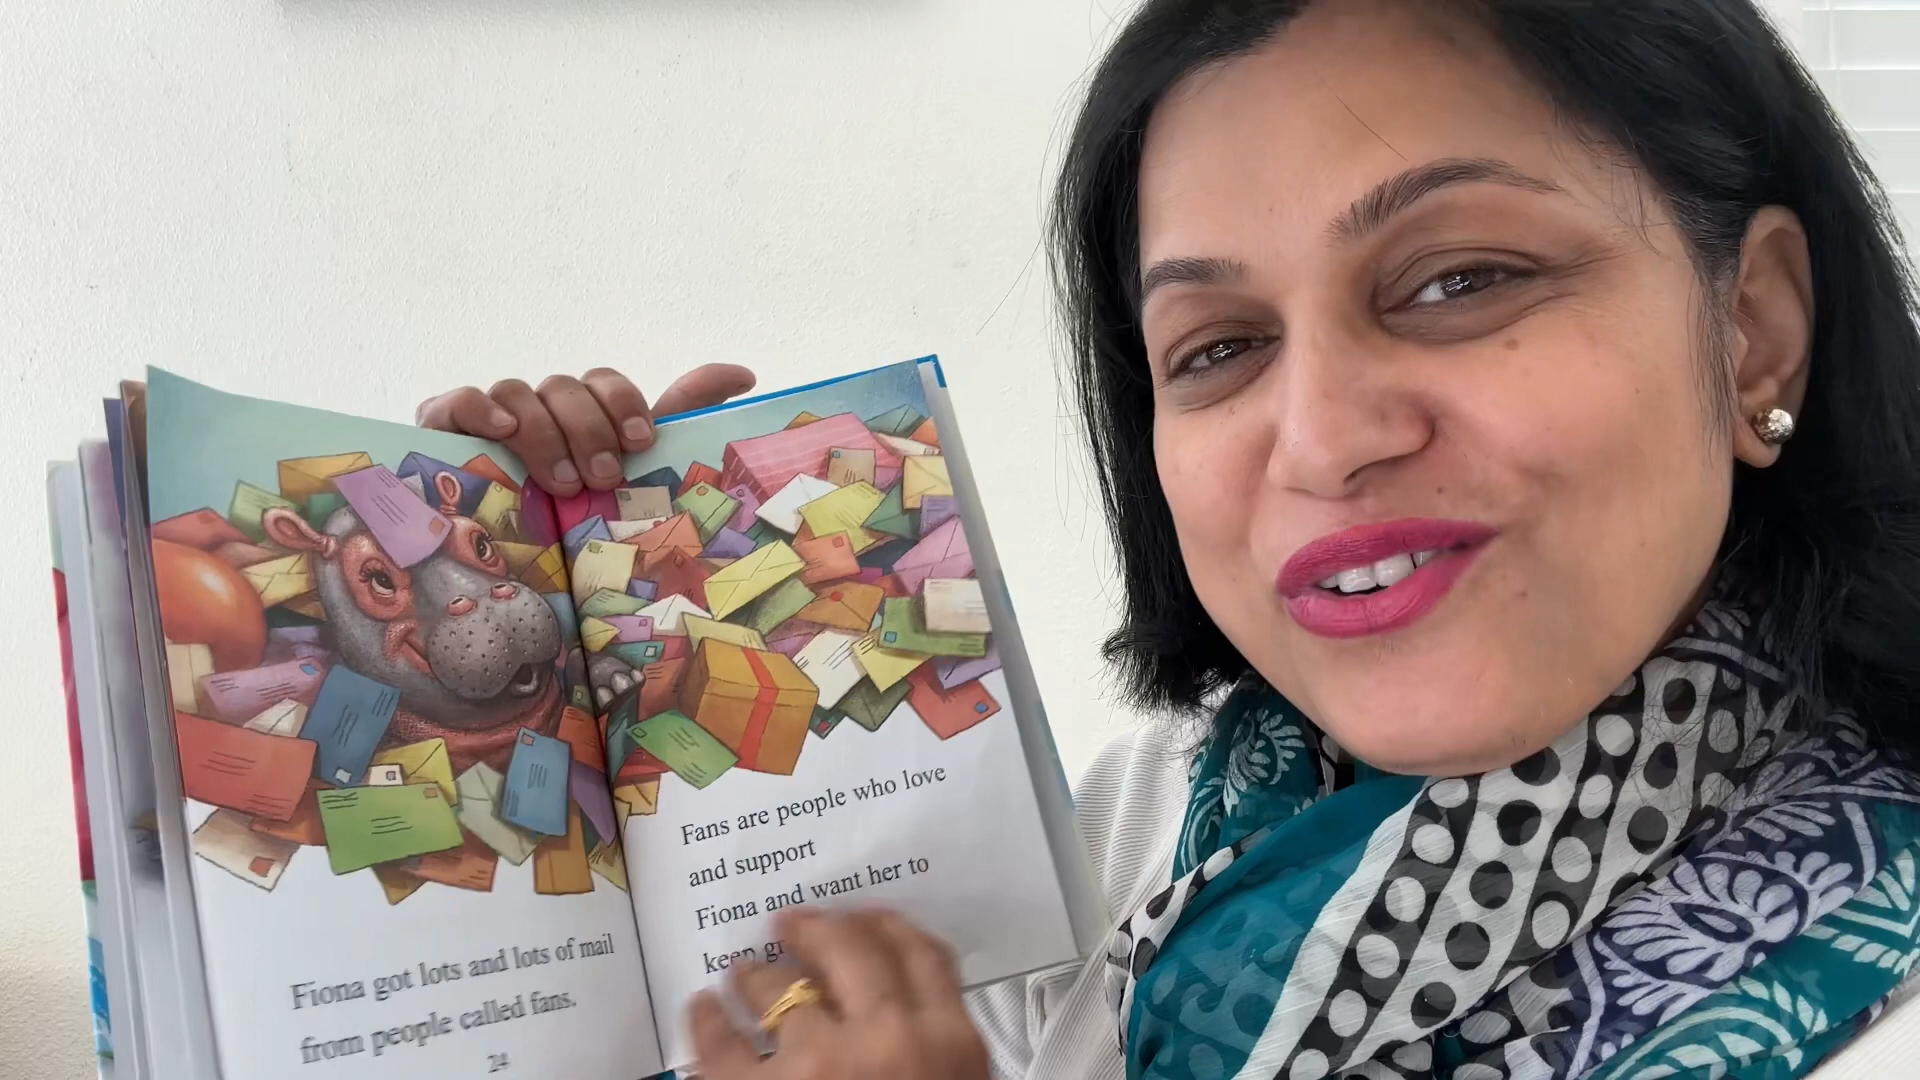 Fiona got lots and lots of mail
from people called fans.
24
Fans are people who love
and support
Fiona and want her to
keep